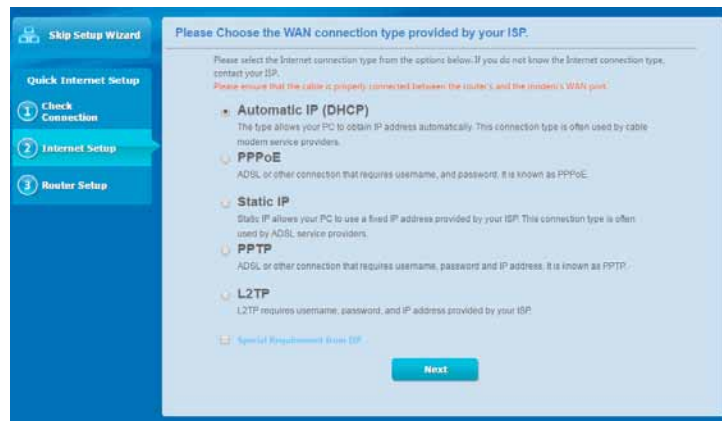 Skip Setup Wizard
Quick Internet Setup
1 Check
Connection
2 Internet Setup
3 Router Setup
Please Choose the WAN connection type provided by your ISP.
Please select the Internet connection type from the options below. If you do not know the Internet connection type,
contact your ISP.
Please ensure that the cable is properly connected between the router's and the modem's WAN port.
Automatic IP (DHCP)
The type allows your PC to obtain IP address automatically. This connection type is often used by cable
modem service providers.
PPPoE
ADSL or other connection that requires username, and password. It is known as PPPoE.
Static IP
Static IP allows your PC to use a fixed IP address provided by your ISP. This connection type is often
used by ADSL service providers.
PPTP
ADSL or other connection that requires username, password and IP address. It is known as PPTP.
L2TP
L2TP requires username, password, and IP address provided by your ISP.
Special Requirement from ISP
Next